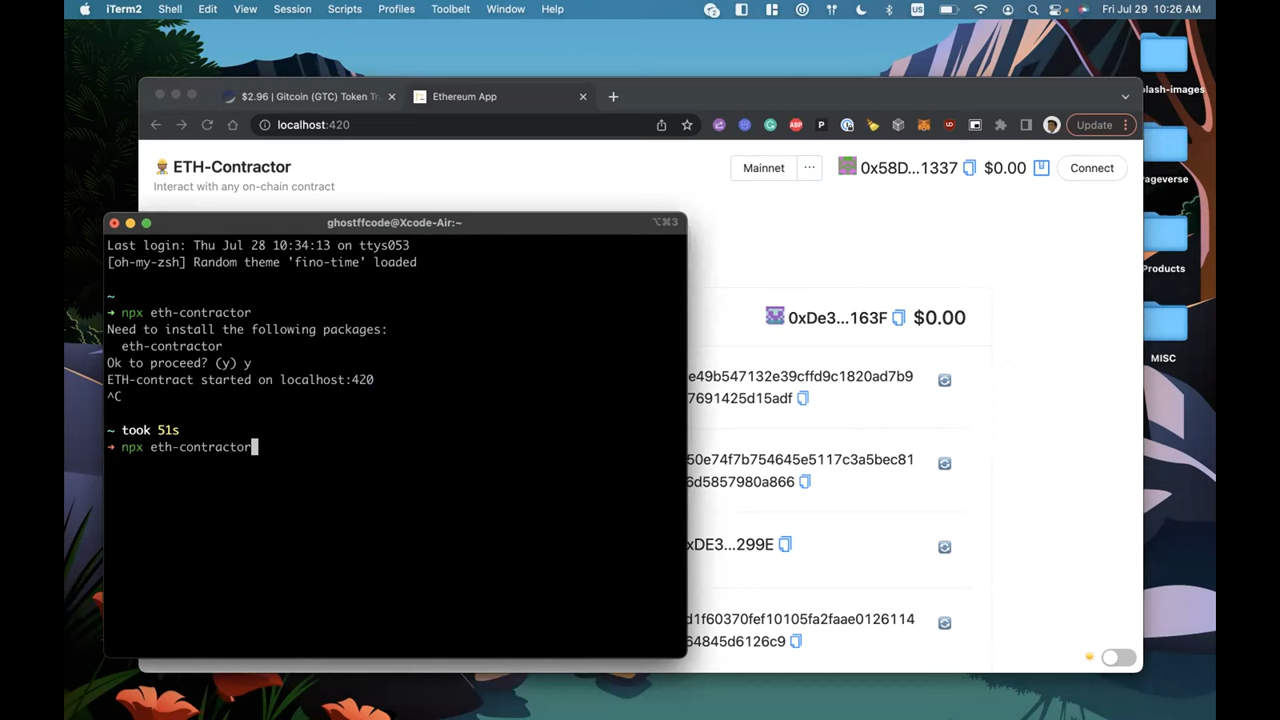 iTerm2 Shell Edit View Session Scripts Profiles Toolbelt Window Help
US
Fri Jul 29 10:26 AM
$2.96 | Gitcoin (GTC) Token Tr
Ethereum App
localhost:420
Update
ETH-Contractor
Interact with any on-chain contract
Mainnet ...
0x58D...1337 $0.00 Connect
ghostffcode@Xcode-Air:~
⌥⌘3
Last login: Thu Jul 28 10:34:13 on ttys053
[oh-my-zsh] Random theme 'fino-time' loaded
~
➜ npx eth-contractor
Need to install the following packages:
eth-contractor
Ok to proceed? (y) y
ETH-contract started on localhost:420
^C
~ took 51s
➜ npx eth-contractor
0xDe3...163F $0.00
e49b547132e39cffd9c1820ad7b9
7691425d15adf
50e74f7b754645e5117c3a5bec81
6d5857980a866
xDE3...299E
d1f60370fef10105fa2faae0126114
64845d6126c9
lash-images
ageverse
Products
MISC